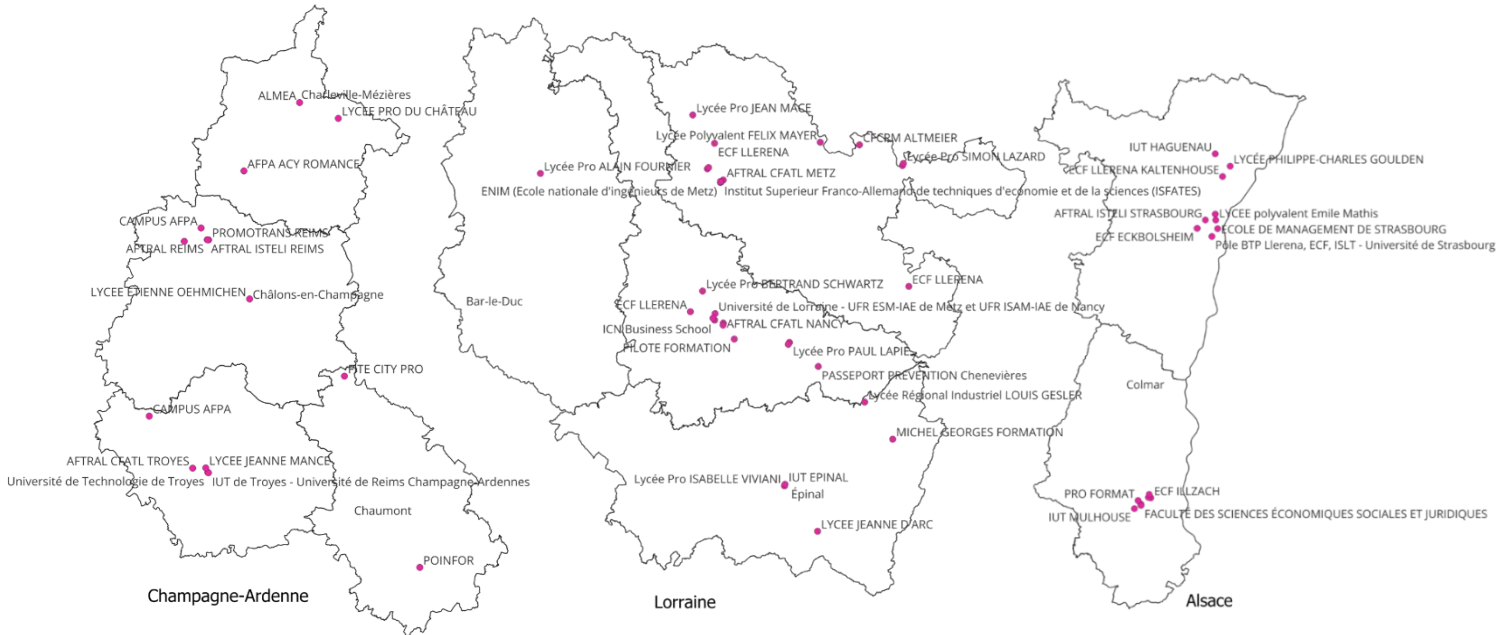 ALMEA
Charleville-Mézières
LYCEE PRO DU CHÂTEAU
AFPA ACY ROMANCE
CAMPUS AFPA
PROMOTRANS REIMS
AFTRAL REIMS
AFTRAL ISTELI REIMS
LYCEE ETIENNE OEHMICHEN
Châlons-en-Champagne
PITE CITY PRO
CAMPUS AFPA
AFTRAL CFATL TROYES
LYCEE JEANNE MANCE
Université de Technologie de Troyes
IUT de Troyes - Université de Reims Champagne-Ardennes
Chaumont
POINFOR
Champagne-Ardenne
Lycée Pro JEAN MACE
Lycée Polyvalent FELIX MAYER
CFCRM ALTMEIER
ECF LLERENA
Lycée Pro SIMON LAZARD
Lycée Pro ALAIN FOURNIER
AFTRAL CFATL METZ
ENIM (Ecole nationale d'ingénieurs de Metz)
Institut Superieur Franco-Allemand de techniques d'economie et de la sciences (ISFATES)
Lycée Pro BERTRAND SCHWARTZ
ECF LLERENA
Bar-le-Duc
ECF LLERENA
Université de Lorraine - UFR ESM-IAE de Metz et UFR ISAM-IAE de Nancy
ICN Business School
AFTRAL CFATL NANCY
PILOTE FORMATION
Lycée Pro PAUL LAPIE
PASSEPORT PREVENTION Chenevières
Lycée Régional Industriel LOUIS GESLER
MICHEL GEORGES FORMATION
Lycée Pro ISABELLE VIVIANI
IUT EPINAL
Épinal
LYCEE JEANNE D'ARC
Lorraine
IUT HAGUENAU
LYCÉE PHILIPPE-CHARLES GOULDEN
ECF LLERENA KALTENHOUSE
AFTRAL ISTELI STRASBOURG
LYCEE polyvalent Emile Mathis
ECOLE DE MANAGEMENT DE STRASBOURG
ECF ECKBOLSHEIM
Pôle BTP Llerena, ECF, ISLT - Université de Strasbourg
Colmar
PRO FORMAT
ECF ILLZACH
IUT MULHOUSE
FACULTE DES SCIENCES ÉCONOMIQUES SOCIALES ET JURIDIQUES
Alsace